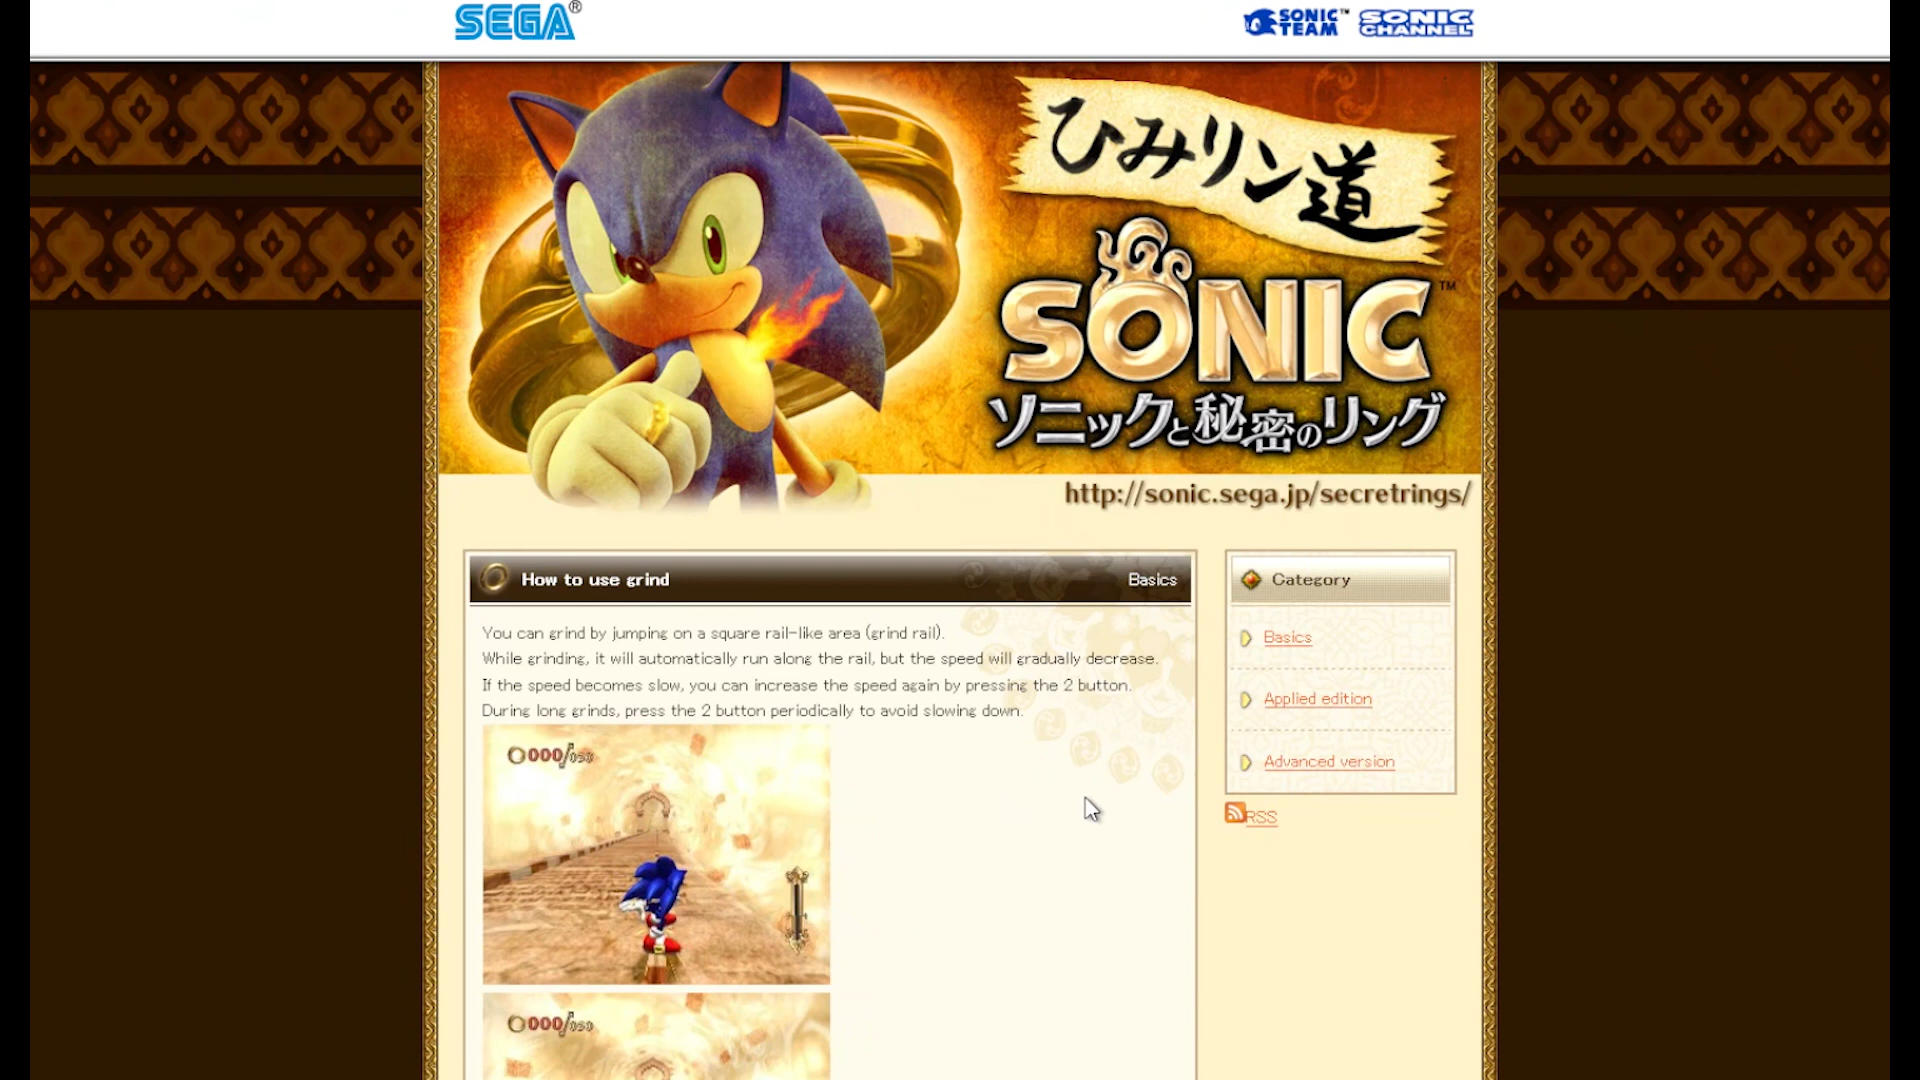 SEGA®
SONIC TEAM™
SONIC CHANNEL
ひみリン道
SONIC™
ソニックと秘密のリング
http://sonic.sega.jp/secretrings/
How to use grind
Basics
You can grind by jumping on a square rail-like area (grind rail).
While grinding, it will automatically run along the rail, but the speed will gradually decrease.
If the speed becomes slow, you can increase the speed again by pressing the 2 button.
During long grinds, press the 2 button periodically to avoid slowing down.
000/050
000/050
Category
Basics
Applied edition
Advanced version
RSS